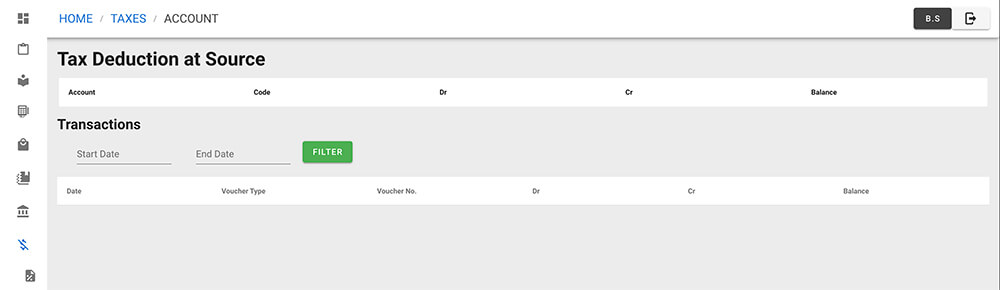 HOME / TAXES / ACCOUNT B.S
Tax Deduction at Source
Account Code Dr Cr Balance
Transactions
Start Date End Date FILTER
Date Voucher Type Voucher No. Dr Cr Balance